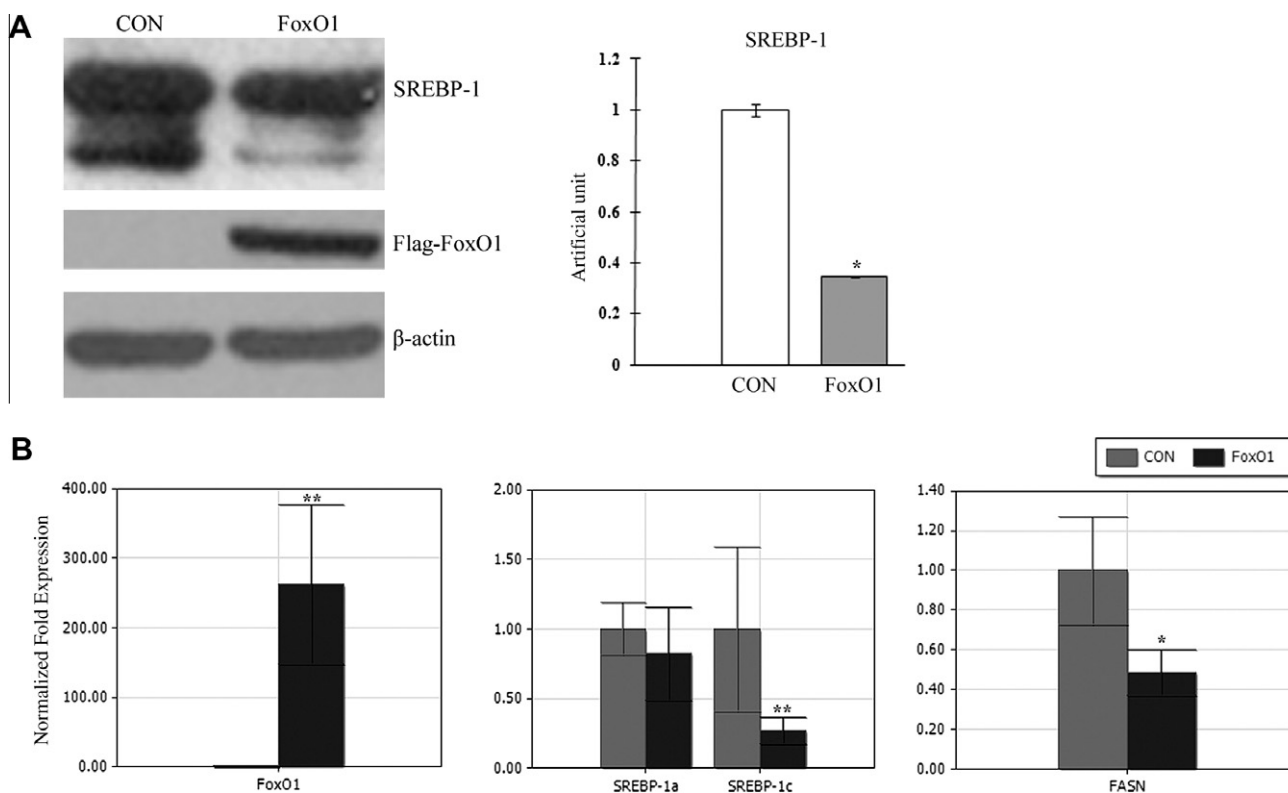 A
CON FoxO1
SREBP-1
Flag-FoxO1
β-actin
SREBP-1
Artificial unit
1.2
1
0.8
0.6
0.4
0.2
0
*
CON FoxO1
B
CON FoxO1
Normalized Fold Expression
400.00
300.00
200.00
100.00
0.00
**
FoxO1
2.00
1.50
1.00
0.50
0.0
**
SREBP-1a SREBP-1c
1.40
1.20
1.00
0.80
0.60
0.40
0.20
0.00
*
FASN